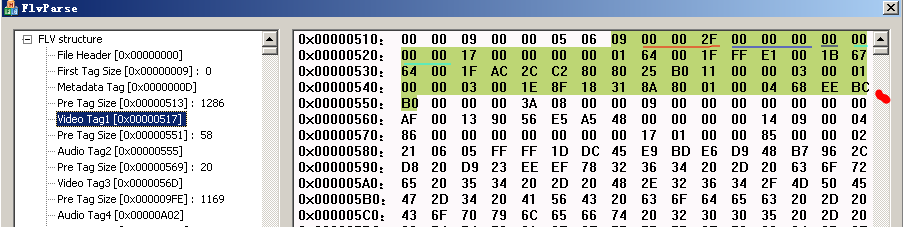 FlvParse
FLV structure
File Header [0x00000000]
First Tag Size [0x00000009] : 0
Metadata Tag [0x0000000D]
Pre Tag Size [0x00000513] : 1286
Video Tag1 [0x00000517]
Pre Tag Size [0x00000551] : 58
Audio Tag2 [0x00000555]
Pre Tag Size [0x00000569] : 20
Video Tag3 [0x0000056D]
Pre Tag Size [0x000009FE] : 1169
Audio Tag4 [0x00000A02]
0x00000510: 00 00 09 00 00 05 06 09 00 00 2F 00 00 00 00 00
0x00000520: 00 00 17 00 00 00 00 01 64 00 1F FF E1 00 1B 67
0x00000530: 64 00 1F AC 2C C2 80 80 25 B0 11 00 00 03 00 01
0x00000540: 00 00 03 00 1E 8F 18 31 8A 80 01 00 04 68 EE BC
0x00000550: B0 00 00 00 3A 08 00 00 09 00 00 00 00 00 00 00
0x00000560: AF 00 13 90 56 E5 A5 48 00 00 00 00 14 09 00 04
0x00000570: 86 00 00 00 00 00 00 00 17 01 00 00 85 00 00 02
0x00000580: 21 06 05 FF FF 1D DC 45 E9 BD E6 D9 48 B7 96 2C
0x00000590: D8 20 D9 23 EE EF 78 32 36 34 20 2D 20 63 6F 72
0x000005A0: 65 20 35 34 20 2D 20 48 2E 32 36 34 2F 4D 50 45
0x000005B0: 47 2D 34 20 41 56 43 20 63 6F 64 65 63 20 2D 20
0x000005C0: 43 6F 70 79 6C 65 66 74 20 32 30 30 35 20 2D 20